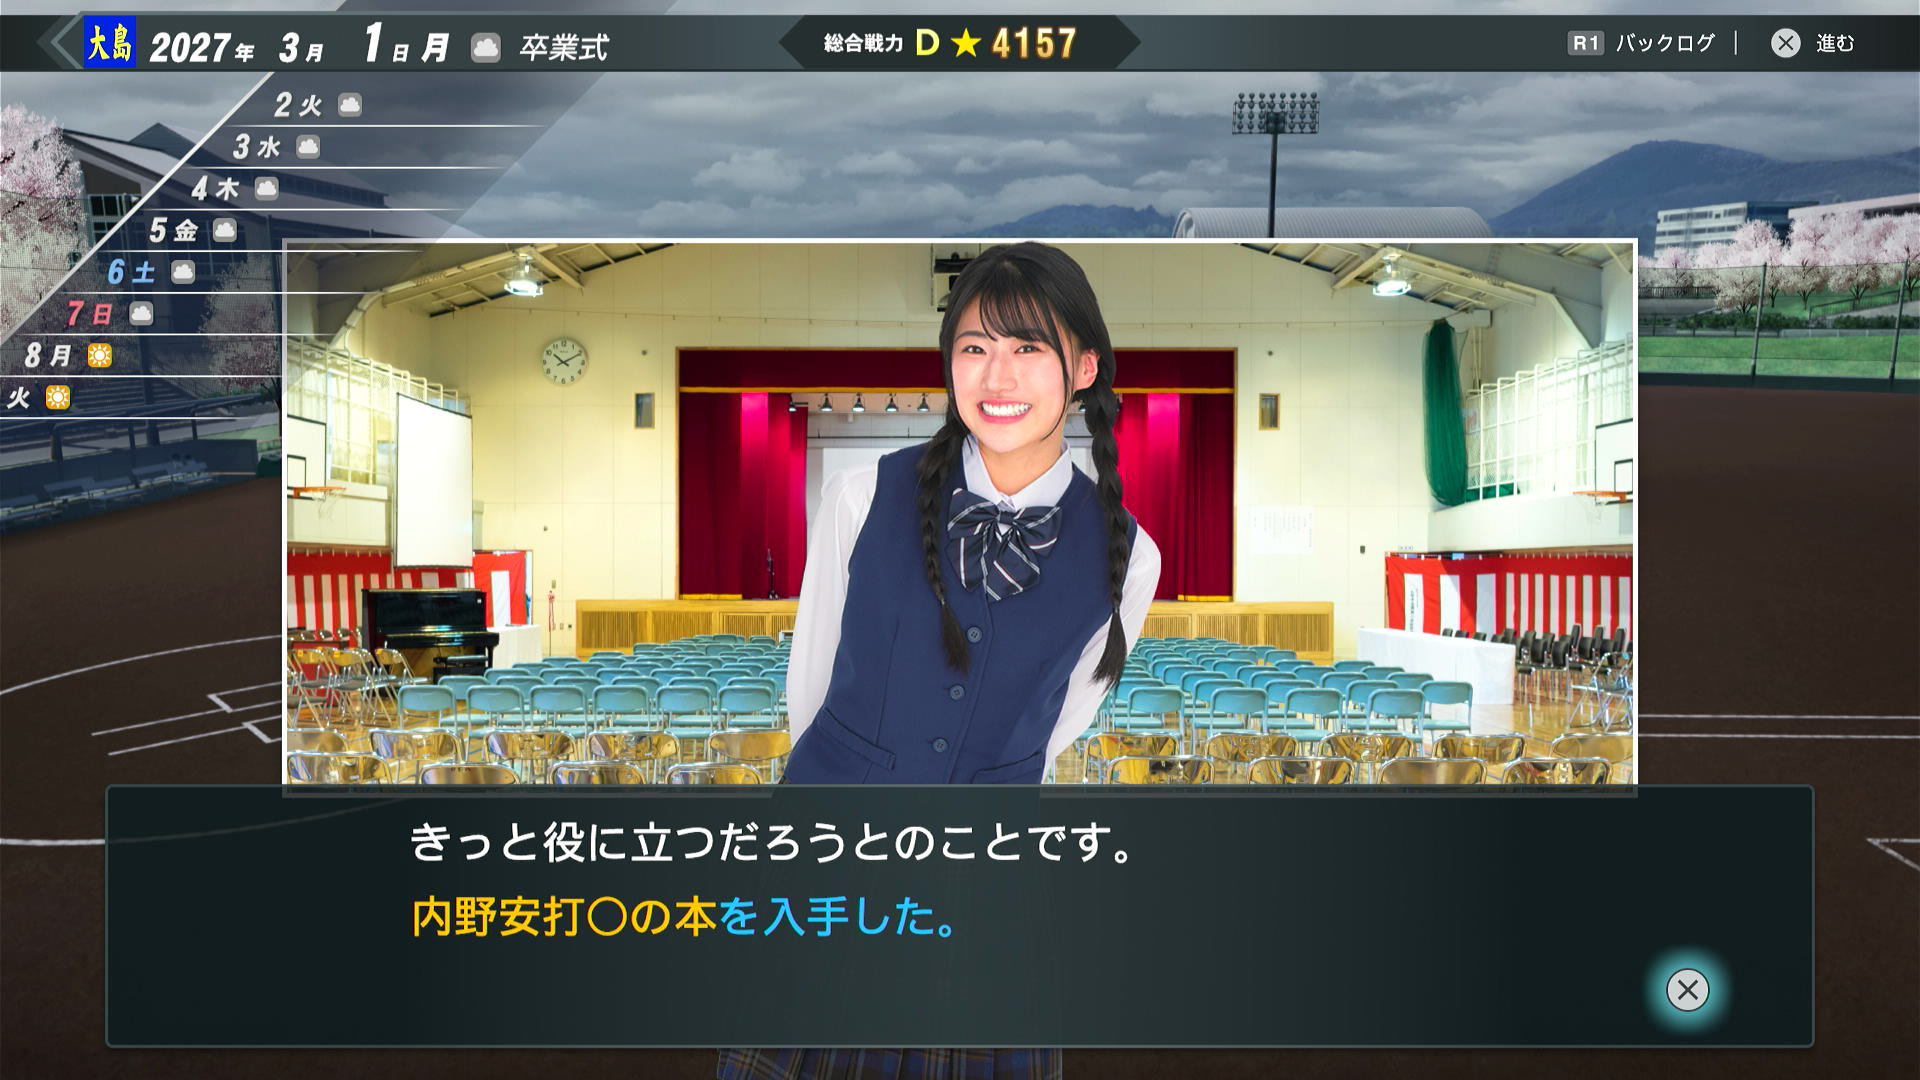 大島 2027年 3月 1日 月 卒業式
総合戦力 D ★ 4157
R1 バックログ | 進む
2 火
3 水
4 木
5 金
6 土
7 日
8 月
火
きっと役に立つだろうとのことです。
内野安打〇の本を入手した。